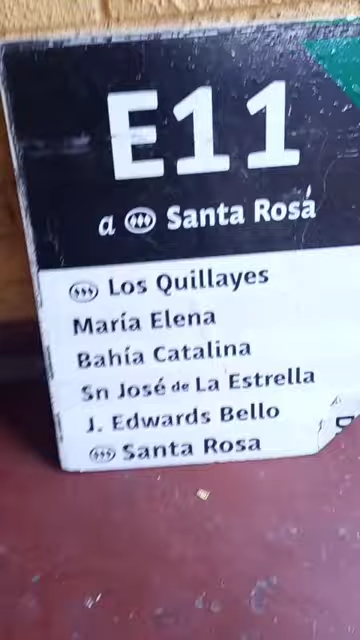 E11
a Santa Rosa
Los Quillayes
María Elena
Bahía Catalina
Sn José de La Estrella
J. Edwards Bello
Santa Rosa